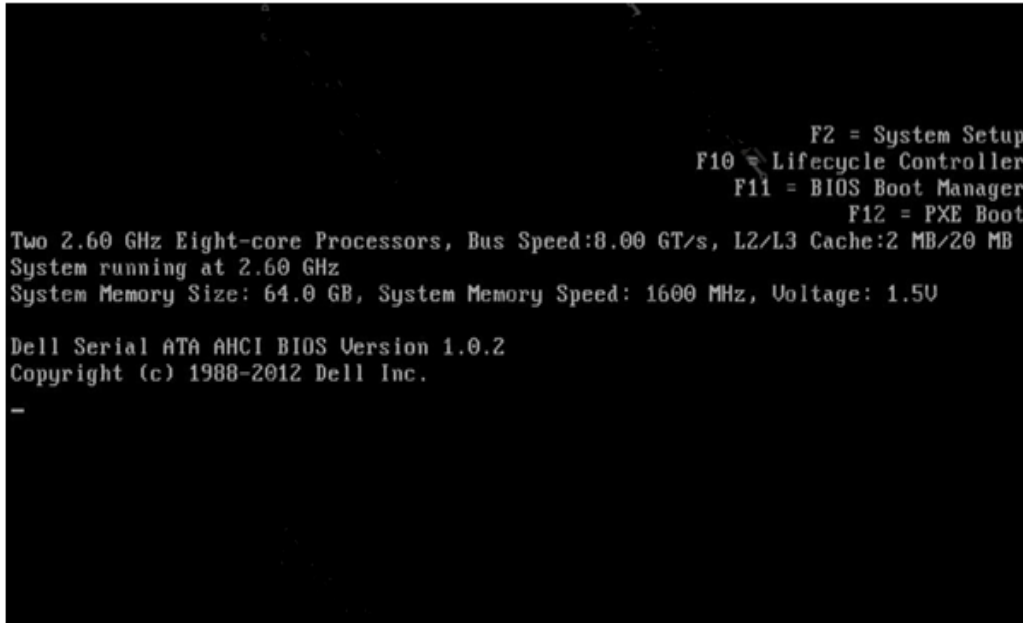 F2 = System Setup
F10 = Lifecycle Controller
F11 = BIOS Boot Manager
F12 = PXE Boot
Two 2.60 GHz Eight-core Processors, Bus Speed:8.00 GT/s, L2/L3 Cache:2 MB/20 MB
System running at 2.60 GHz
System Memory Size: 64.0 GB, System Memory Speed: 1600 MHz, Voltage: 1.5V
Dell Serial ATA AHCI BIOS Version 1.0.2
Copyright (c) 1988-2012 Dell Inc.